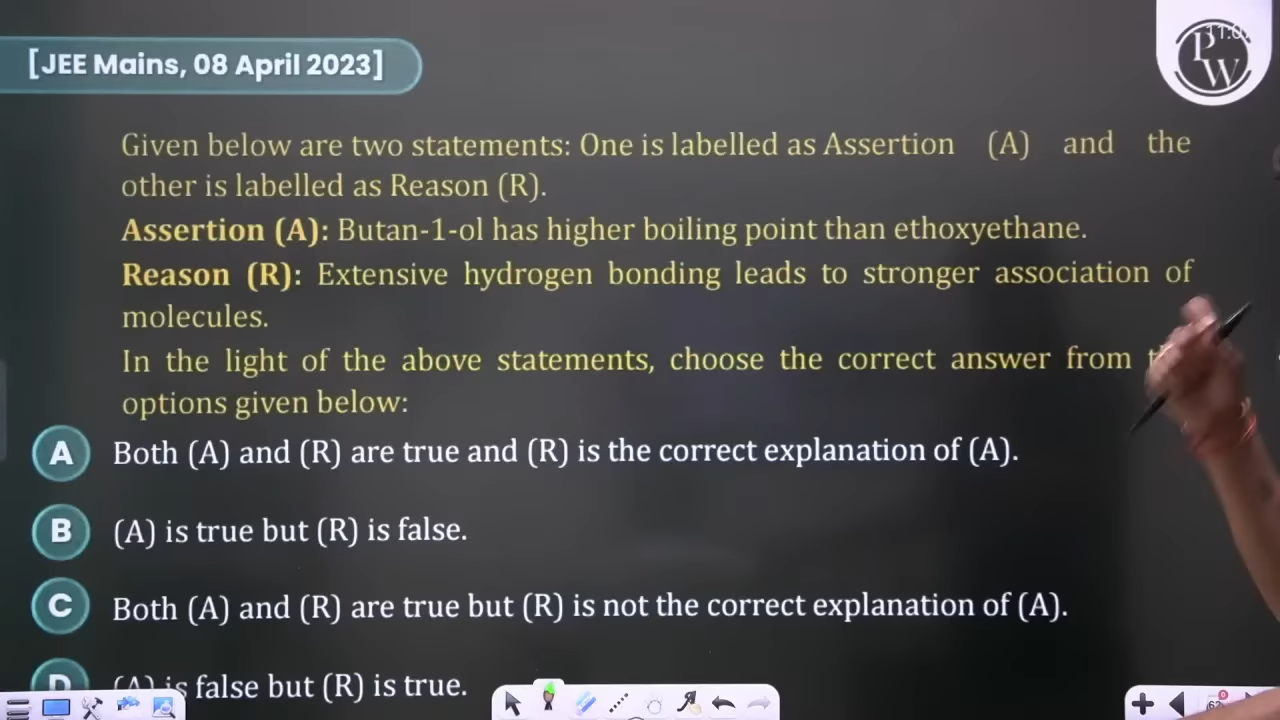 [JEE Mains, 08 April 2023]
PW
Given below are two statements: One is labelled as Assertion (A) and the
other is labelled as Reason (R).
Assertion (A): Butan-1-ol has higher boiling point than ethoxyethane.
Reason (R): Extensive hydrogen bonding leads to stronger association of
molecules.
In the light of the above statements, choose the correct answer from
options given below:
A Both (A) and (R) are true and (R) is the correct explanation of (A).
B (A) is true but (R) is false.
C Both (A) and (R) are true but (R) is not the correct explanation of (A).
D (A) is false but (R) is true.